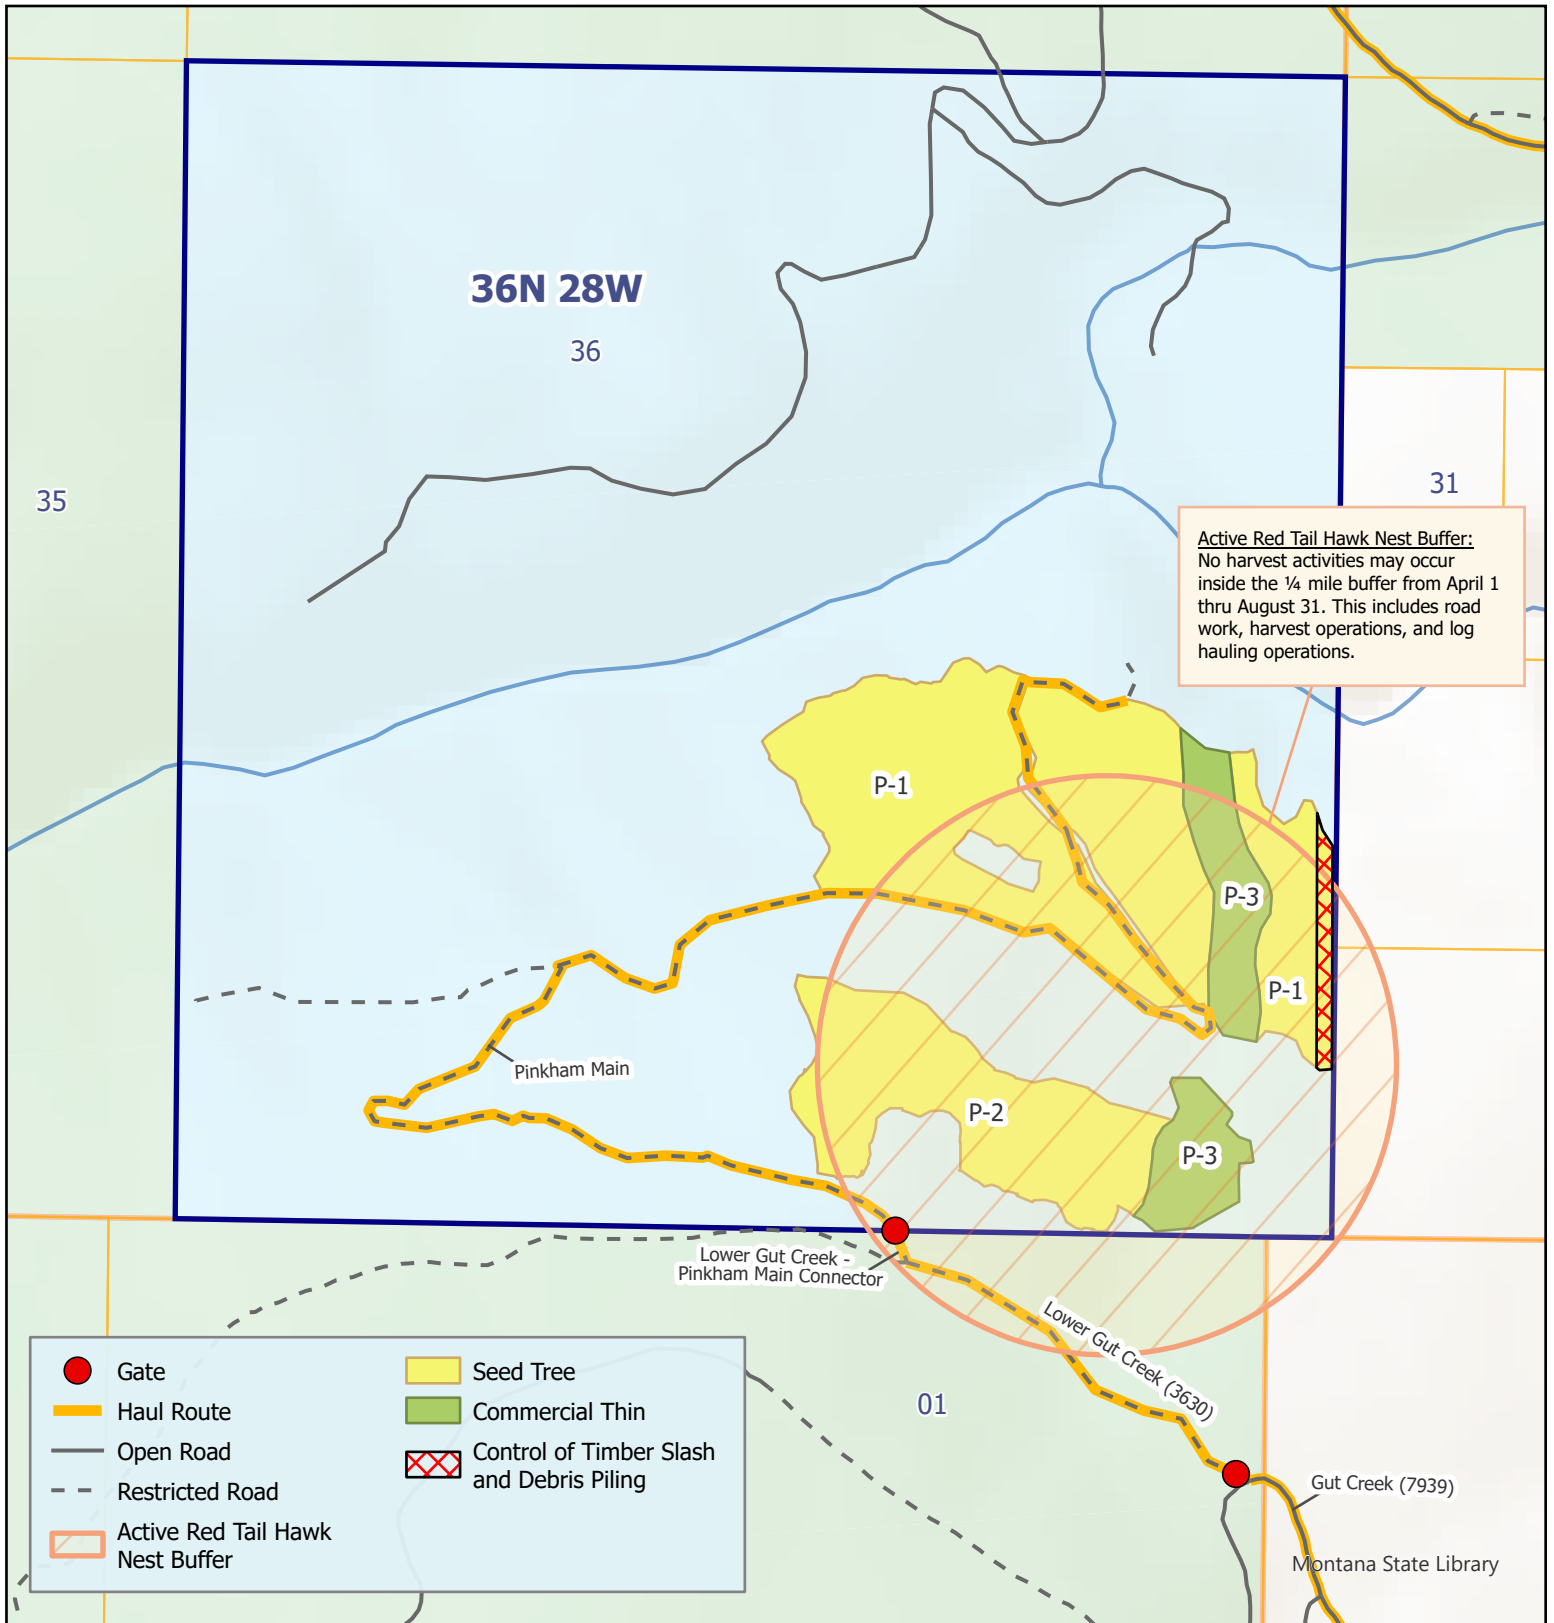 36N 28W
36
35
31
Active Red Tail Hawk Nest Buffer:
No harvest activities may occur
inside the ¼ mile buffer from April 1
thru August 31. This includes road
work, harvest operations, and log
hauling operations.
P-1
P-3
P-1
Pinkham Main
P-2
P-3
Lower Gut Creek -
Pinkham Main Connector
Lower Gut Creek (3630)
01
Gut Creek (7939)
Montana State Library
Gate
Haul Route
Open Road
Restricted Road
Active Red Tail Hawk
Nest Buffer
Seed Tree
Commercial Thin
Control of Timber Slash
and Debris Piling